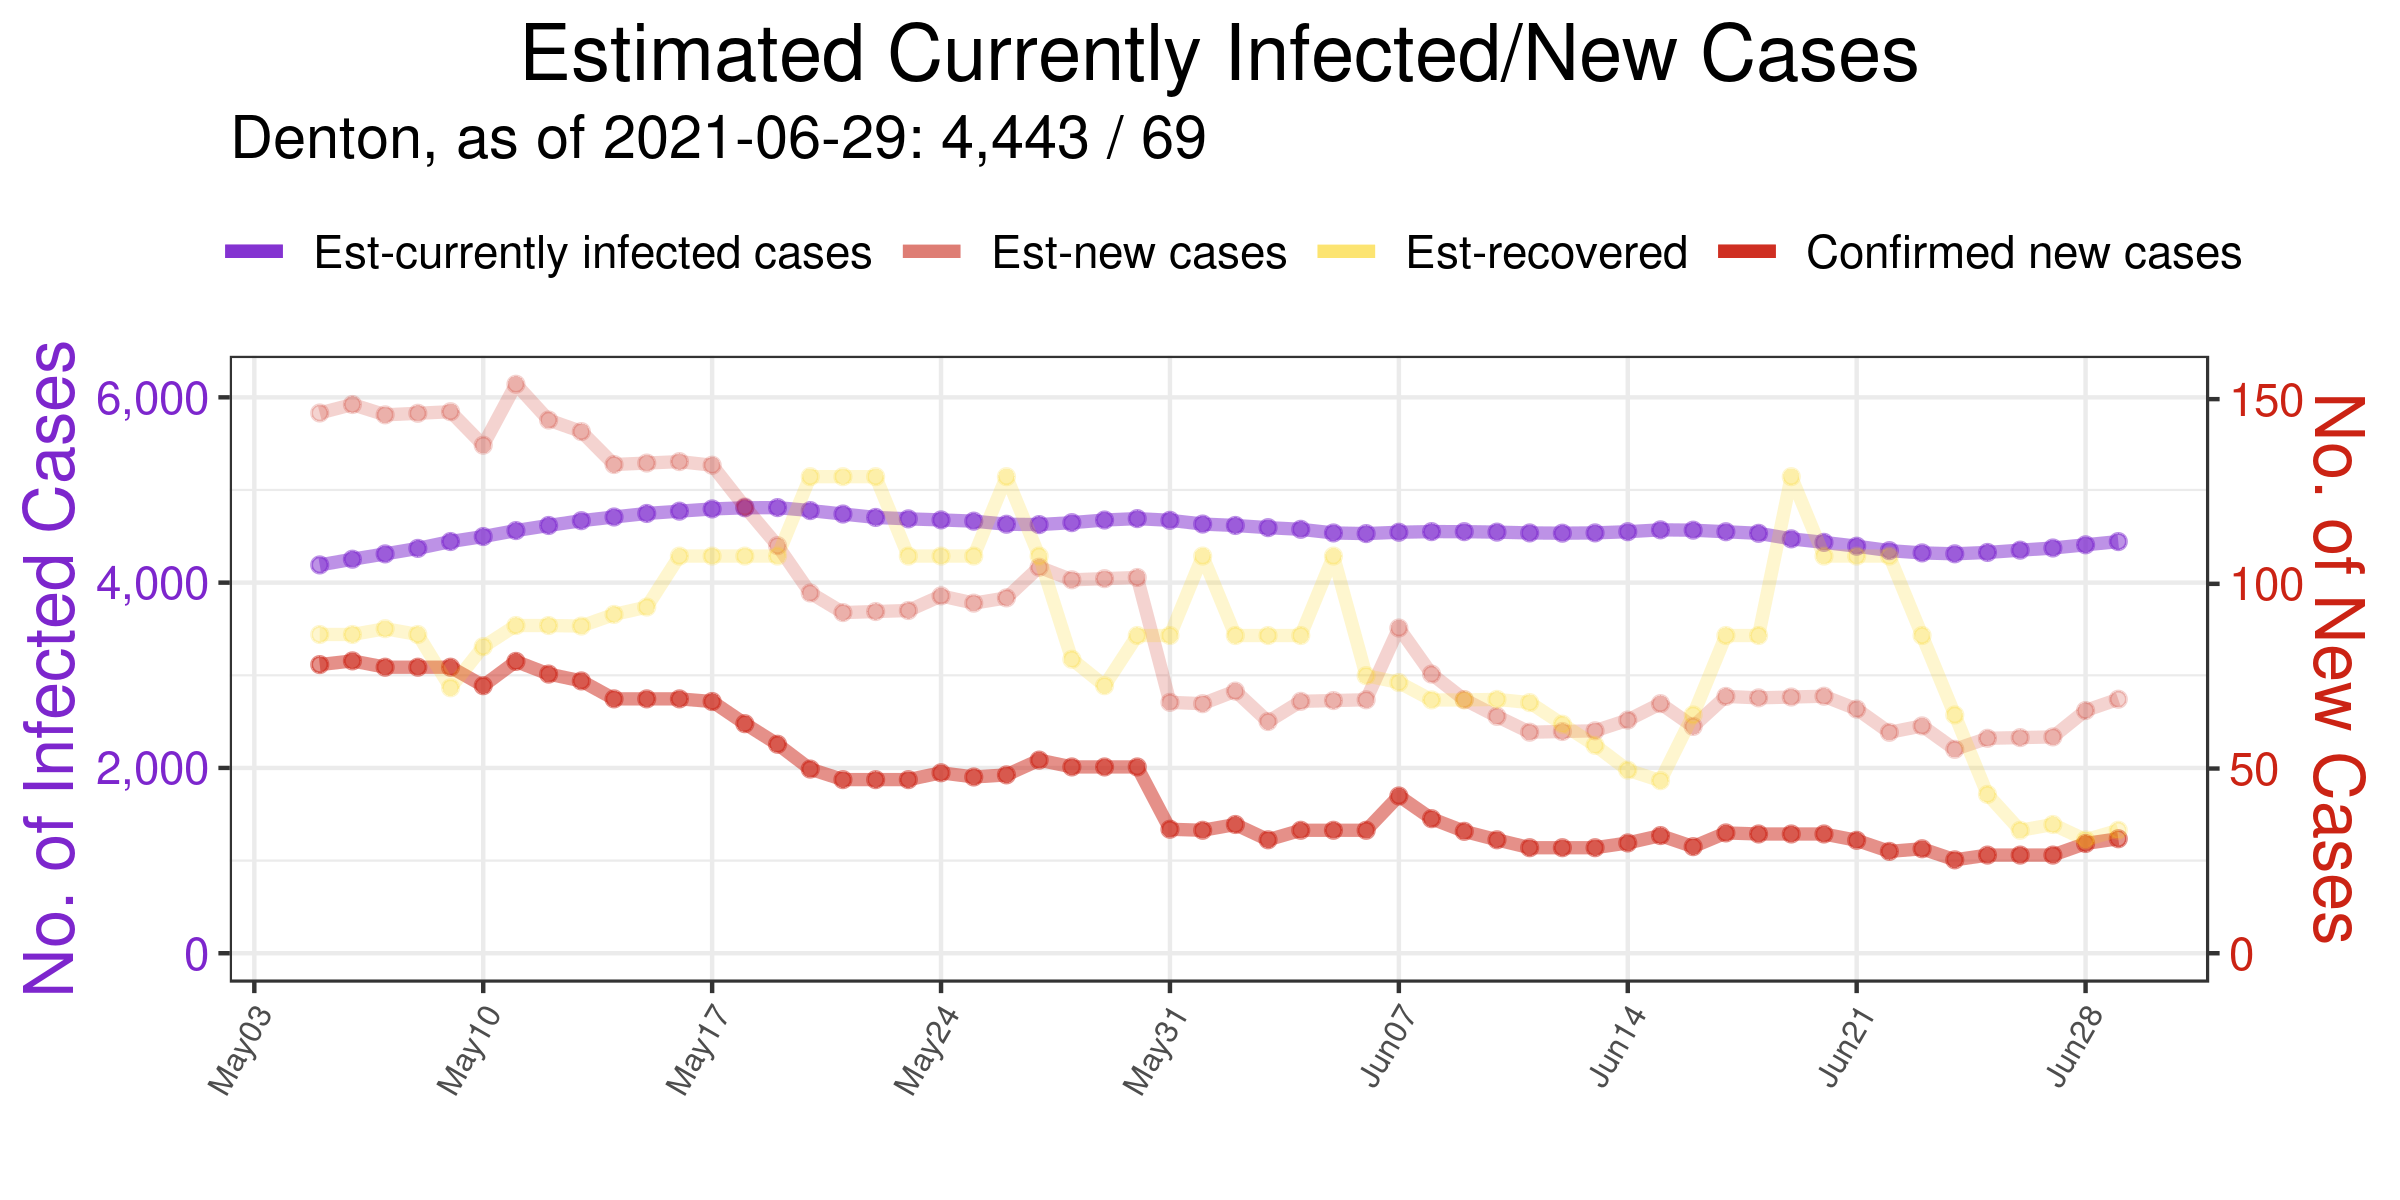 Estimated Currently Infected/New Cases
Denton, as of 2021-06-29: 4,443 / 69
Est-currently infected cases Est-new cases Est-recovered Confirmed new cases
No. of Infected Cases
6,000
4,000
2,000
0
150
100
50
0
No. of New Cases
May03 May10 May17 May24 May31 Jun07 Jun14 Jun21 Jun28